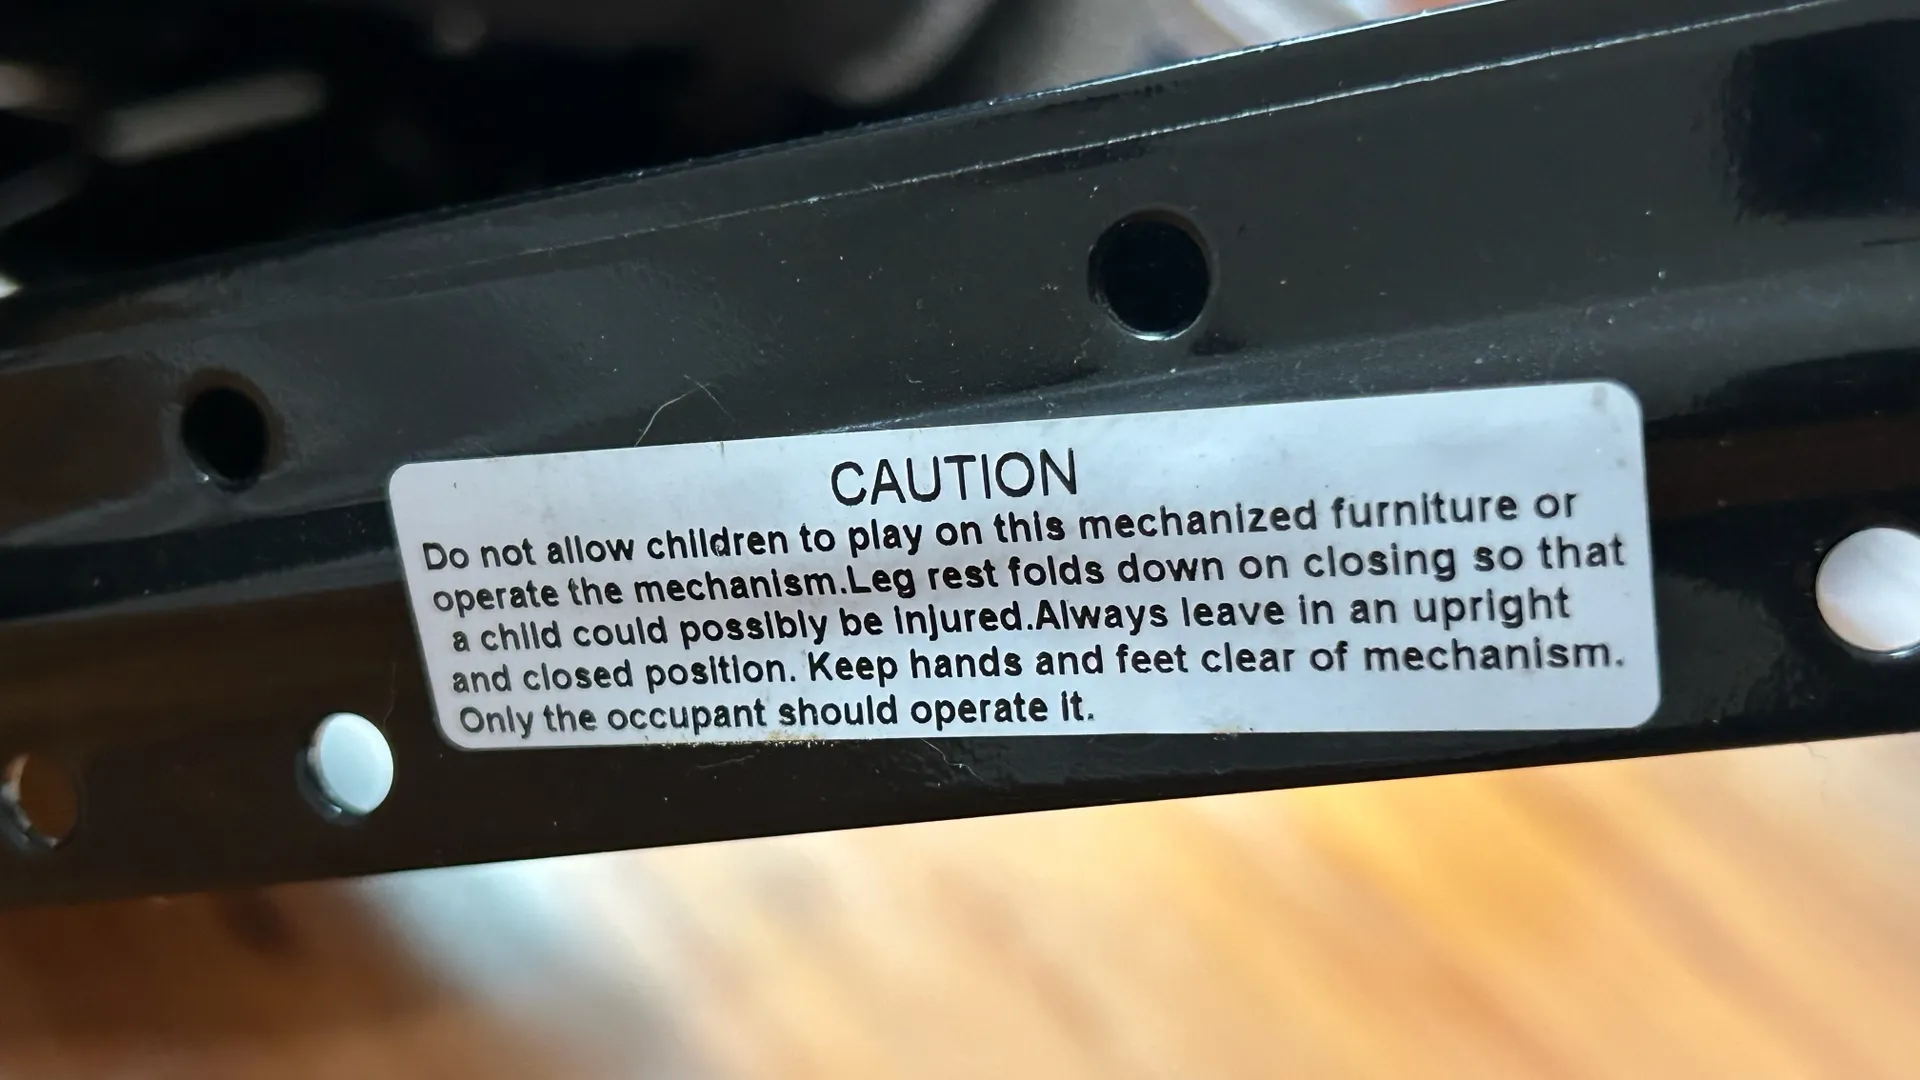 CAUTION
Do not allow children to play on this mechanized furniture or
operate the mechanism.Leg rest folds down on closing so that
a child could possibly be injured.Always leave in an upright
and closed position. Keep hands and feet clear of mechanism.
Only the occupant should operate it.